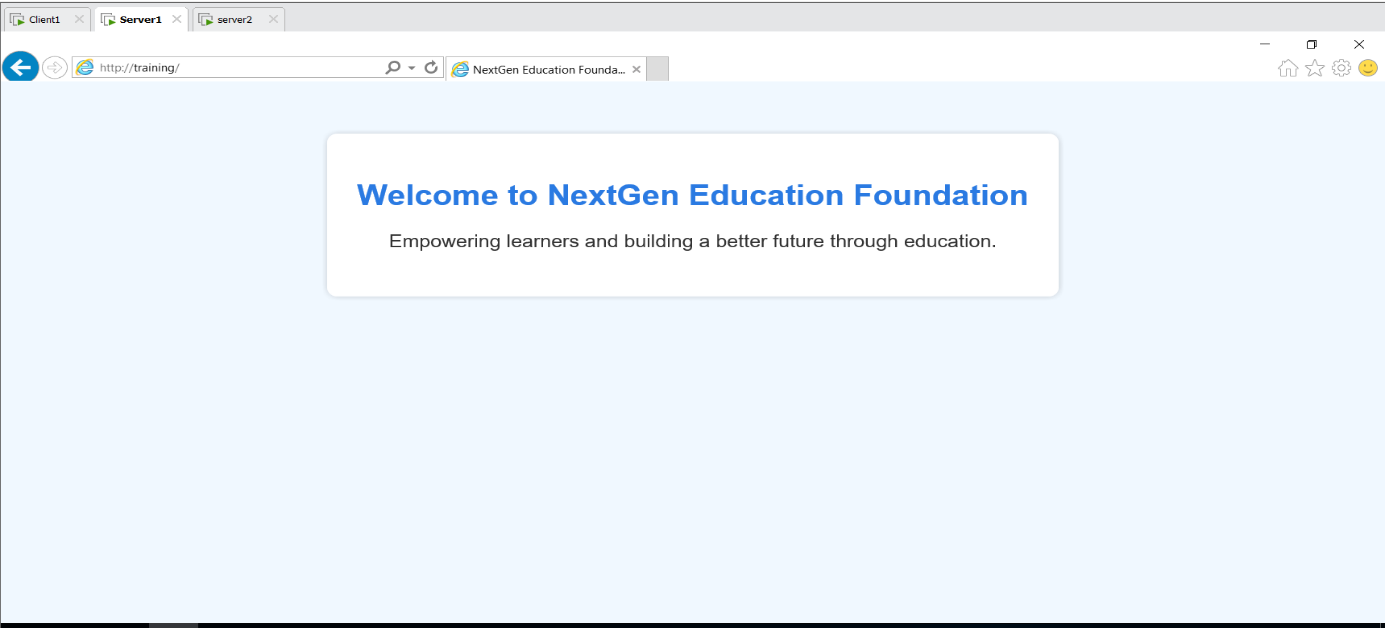 Client1 Server1 server2
http://training/ NextGen Education Founda...
Welcome to NextGen Education Foundation
Empowering learners and building a better future through education.